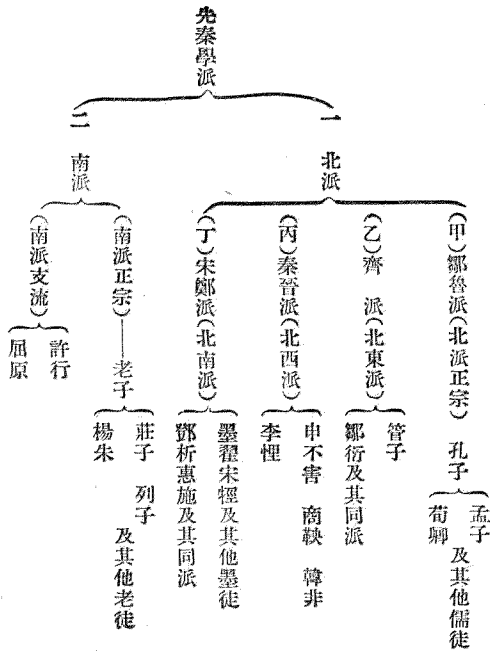 先秦學派
一 北派
(甲)鄒魯派(北派正宗) 孔子
孟子
荀卿
及其他儒徒
(乙)齊 派(北東派)
管子
鄒衍及其同派
(丙)秦晉派(北西派)
申不害 商鞅 韓非
李悝
(丁)宋鄭派(北南派)
墨翟宋牼及其他墨徒
鄧析惠施及其同派
二 南派
(南派正宗)——老子
莊子 列子
楊朱
及其他老徒
(南派支流)
許行
屈原